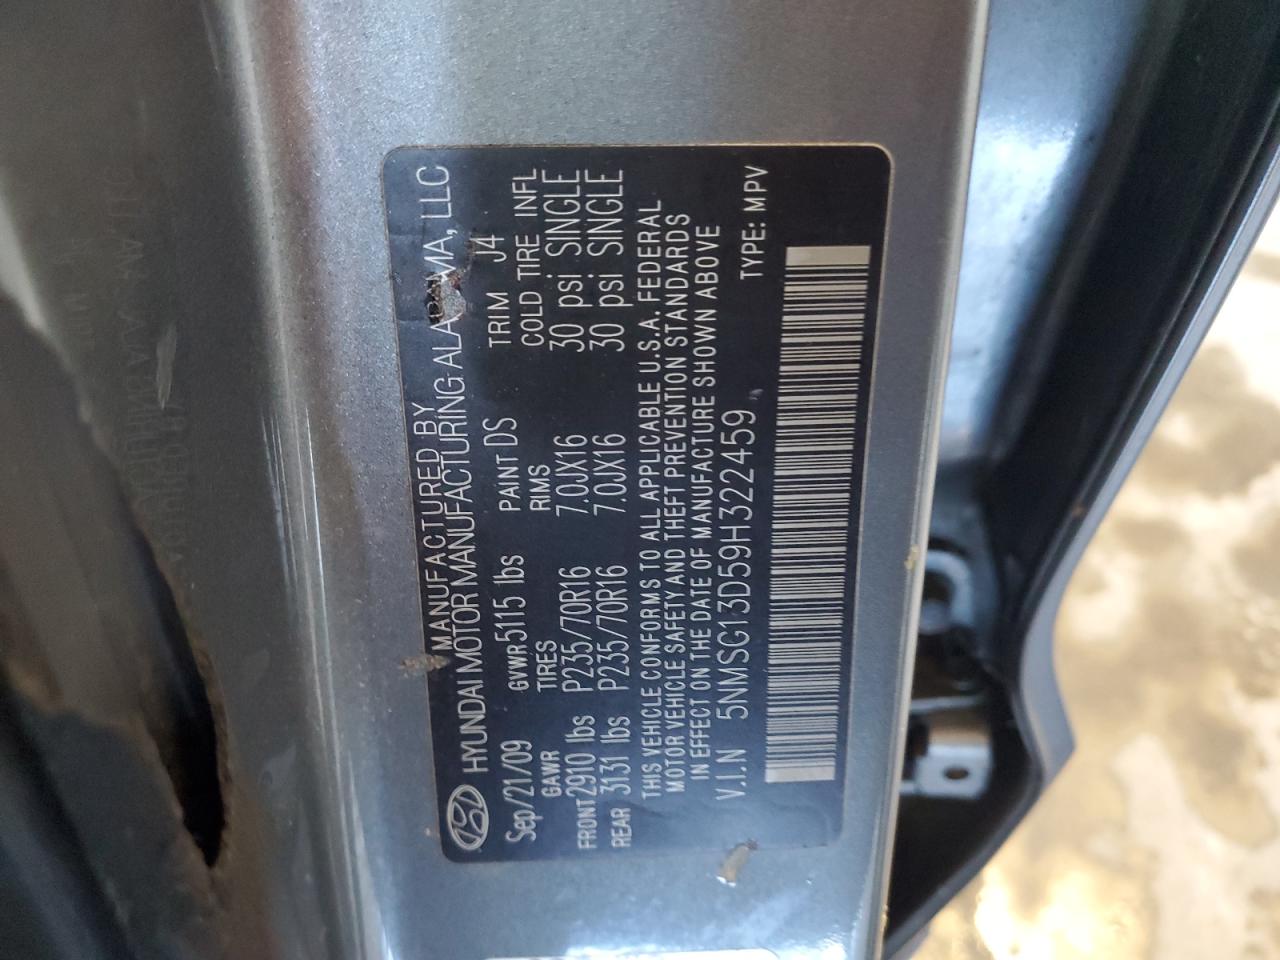 MANUFACTURED BY
HYUNDAI MOTOR MANUFACTURING ALABAMA, LLC
Sep/21/09 GVWR 5115 lbs PAINT DS TRIM J4
GAWR TIRES RIMS COLD TIRE INFL
FRONT 2910 lbs P235/70R16 7.0JX16 30 psi SINGLE
REAR 3131 lbs P235/70R16 7.0JX16 30 psi SINGLE
THIS VEHICLE CONFORMS TO ALL APPLICABLE U.S.A. FEDERAL
MOTOR VEHICLE SAFETY AND THEFT PREVENTION STANDARDS
IN EFFECT ON THE DATE OF MANUFACTURE SHOWN ABOVE
V.I.N 5NMSG13D59H322459 TYPE: MPV